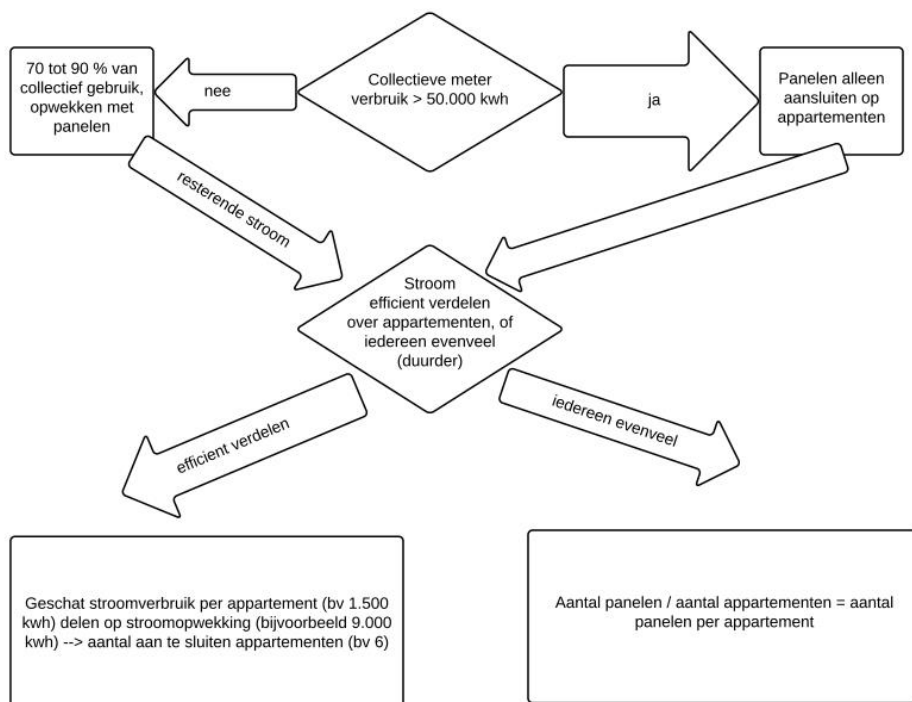 70 tot 90 % van
collectief gebruik,
opwekken met
panelen
nee
Collectieve meter
verbruik > 50.000 kwh
ja
Panelen alleen
aansluiten op
appartementen
resterende stroom
Stroom
efficient verdelen
over appartementen, of
iedereen evenveel
(duurder)
efficient verdelen
iedereen evenveel
Geschat stroomverbruik per appartement (bv 1.500
kwh) delen op stroomopwekking (bijvoorbeeld 9.000
kwh) --> aantal aan te sluiten appartementen (bv 6)
Aantal panelen / aantal appartementen = aantal
panelen per appartement